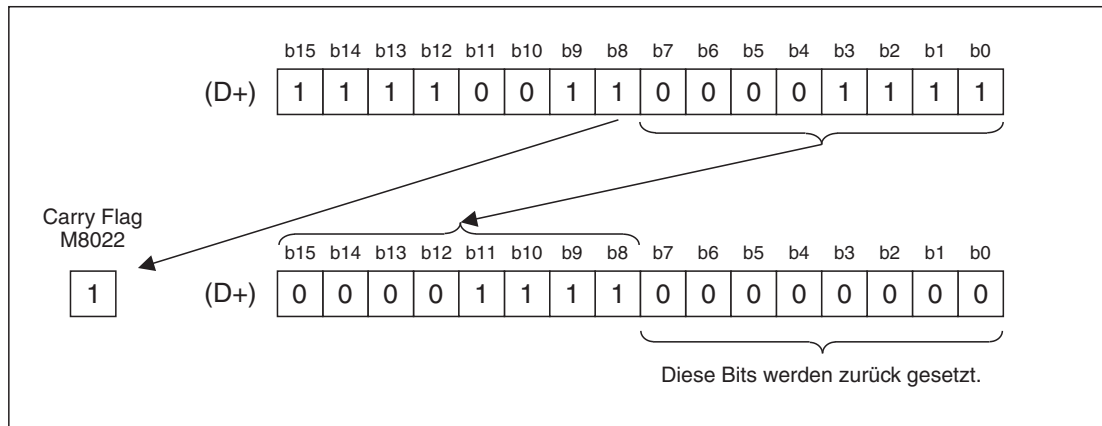 b15 b14 b13 b12 b11 b10 b9 b8 b7 b6 b5 b4 b3 b2 b1 b0
(D+) 1 1 1 1 0 0 1 1 0 0 0 0 1 1 1 1
Carry Flag
M8022
b15 b14 b13 b12 b11 b10 b9 b8 b7 b6 b5 b4 b3 b2 b1 b0
1 (D+) 0 0 0 0 1 1 1 1 0 0 0 0 0 0 0 0
Diese Bits werden zurück gesetzt.